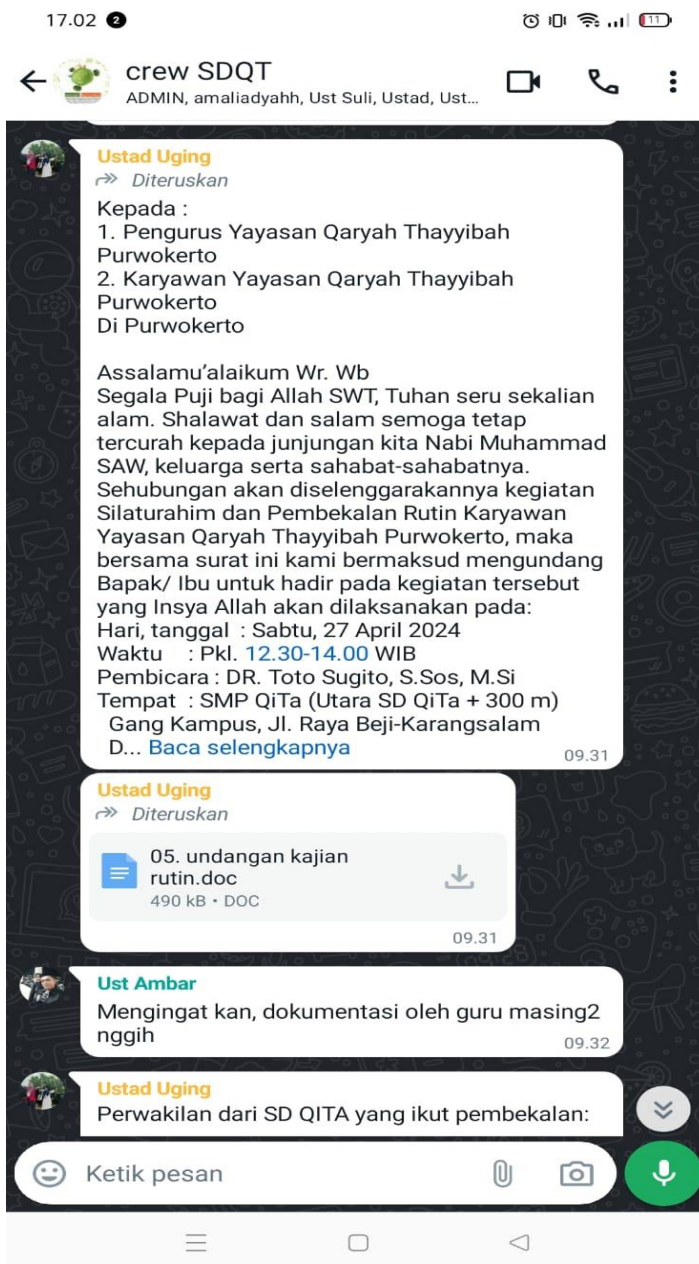 17.02 2
11
crew SDQT
ADMIN, amaliadyahh, Ust Suli, Ustad, Ust...
Ustad Uging
Diteruskan
Kepada :
1. Pengurus Yayasan Qaryah Thayyibah
Purwokerto
2. Karyawan Yayasan Qaryah Thayyibah
Purwokerto
Di Purwokerto
Assalamu’alaikum Wr. Wb
Segala Puji bagi Allah SWT, Tuhan seru sekalian
alam. Shalawat dan salam semoga tetap
tercurah kepada junjungan kita Nabi Muhammad
SAW, keluarga serta sahabat-sahabatnya.
Sehubungan akan diselenggarakannya kegiatan
Silaturahim dan Pembekalan Rutin Karyawan
Yayasan Qaryah Thayyibah Purwokerto, maka
bersama surat ini kami bermaksud mengundang
Bapak/ Ibu untuk hadir pada kegiatan tersebut
yang Insya Allah akan dilaksanakan pada:
Hari, tanggal : Sabtu, 27 April 2024
Waktu : Pkl. 12.30-14.00 WIB
Pembicara : DR. Toto Sugito, S.Sos, M.Si
Tempat : SMP QiTa (Utara SD QiTa + 300 m)
Gang Kampus, Jl. Raya Beji-Karangsalam
D... Baca selengkapnya
09.31
Ustad Uging
Diteruskan
05. undangan kajian
rutin.doc
490 kB • DOC
09.31
Ust Ambar
Mengingat kan, dokumentasi oleh guru masing2
nggih
09.32
Ustad Uging
Perwakilan dari SD QITA yang ikut pembekalan:
Ketik pesan